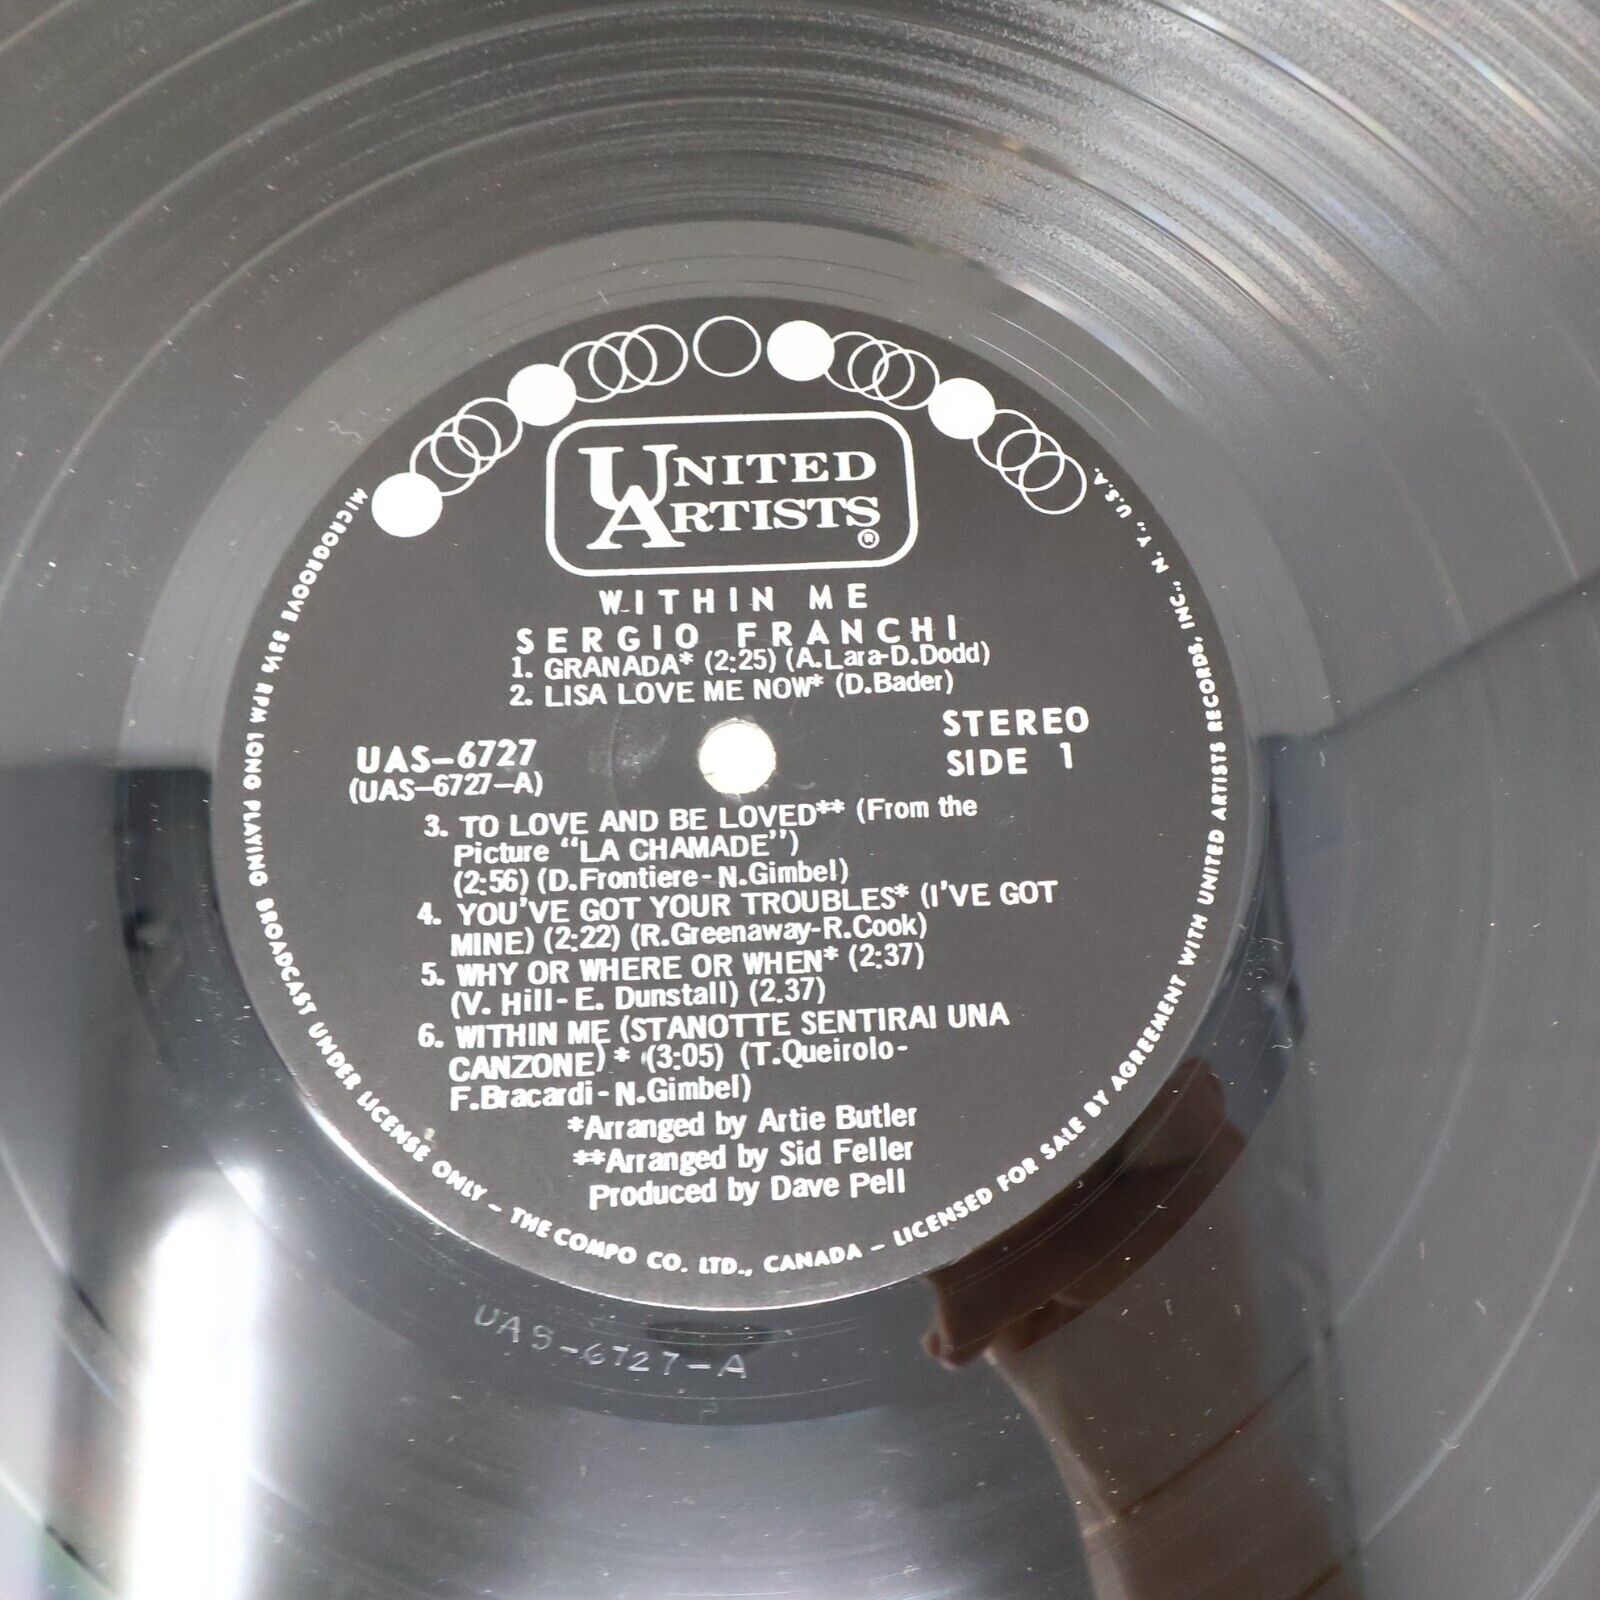 UNITED
ARTISTS®
WITHIN ME
SERGIO FRANCHI
1. GRANADA* (2:25) (A.Lara-D.Dodd)
2. LISA LOVE ME NOW* (D.Bader)
STEREO
SIDE 1
UAS-6727
(UAS-6727-A)
3. TO LOVE AND BE LOVED** (From the
Picture "LA CHAMADE")
(2:56) (D.Frontiere-N.Gimbel)
4. YOU'VE GOT YOUR TROUBLES* (I'VE GOT
MINE) (2:22) (R.Greenaway-R.Cook)
5. WHY OR WHERE OR WHEN* (2:37)
(V. Hill-E. Dunstall) (2.37)
6. WITHIN ME (STANOTTE SENTIRAI UNA
CANZONE) * (3:05) (T.Queirolo-
F.Bracardi-N.Gimbel)
*Arranged by Artie Butler
**Arranged by Sid Feller
Produced by Dave Pell
MICROGROOVE 33⅓ RPM LONG PLAYING BROADCAST UNDER LICENSE ONLY - THE COMPO CO. LTD., CANADA - LICENSED FOR SALE BY AGREEMENT WITH UNITED ARTISTS RECORDS, INC., N. Y., U.S.A.
UAS-6727-A